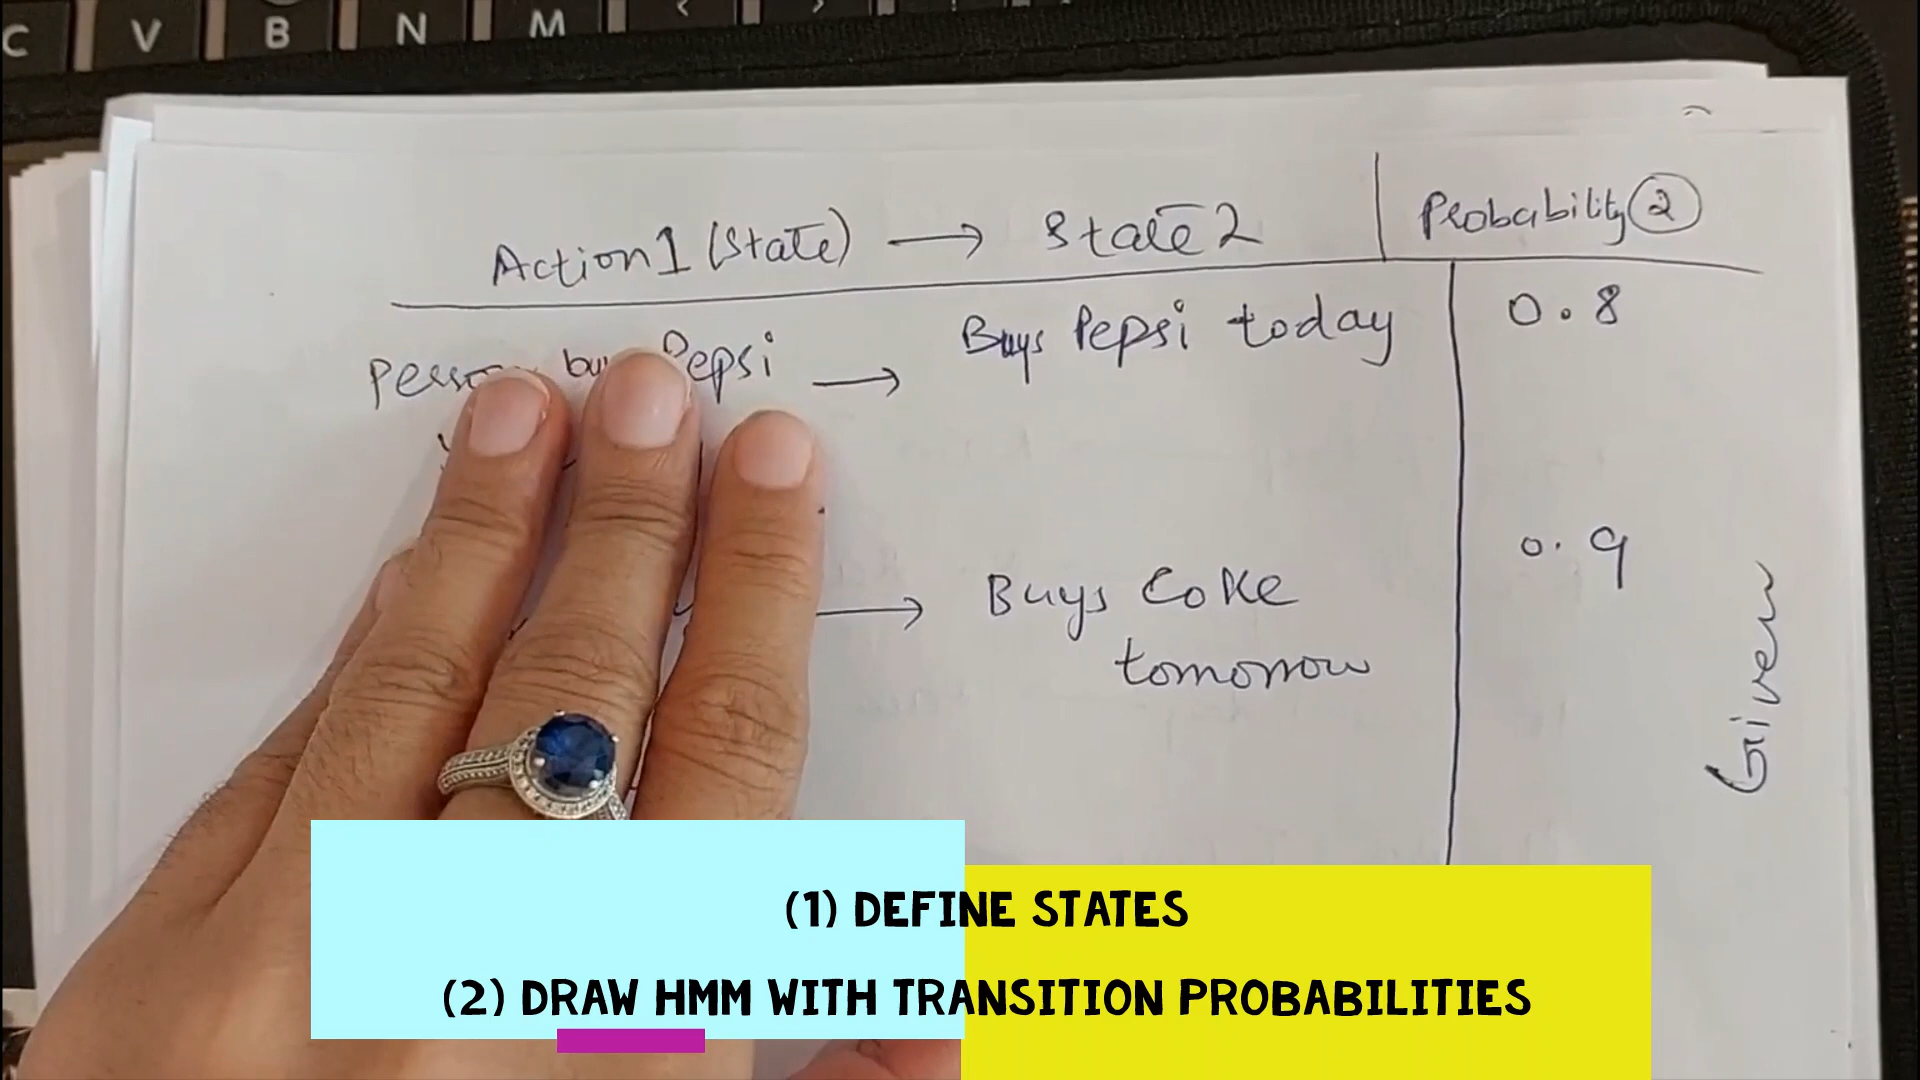 C V B N M < >
Action1 (State) → State 2 Probability ②
Buys Pepsi today 0.8
Pepsi →
→ Buys Coke 0.9
tomorrow
Given
(1) DEFINE STATES
(2) DRAW HMM WITH TRANSITION PROBABILITIES